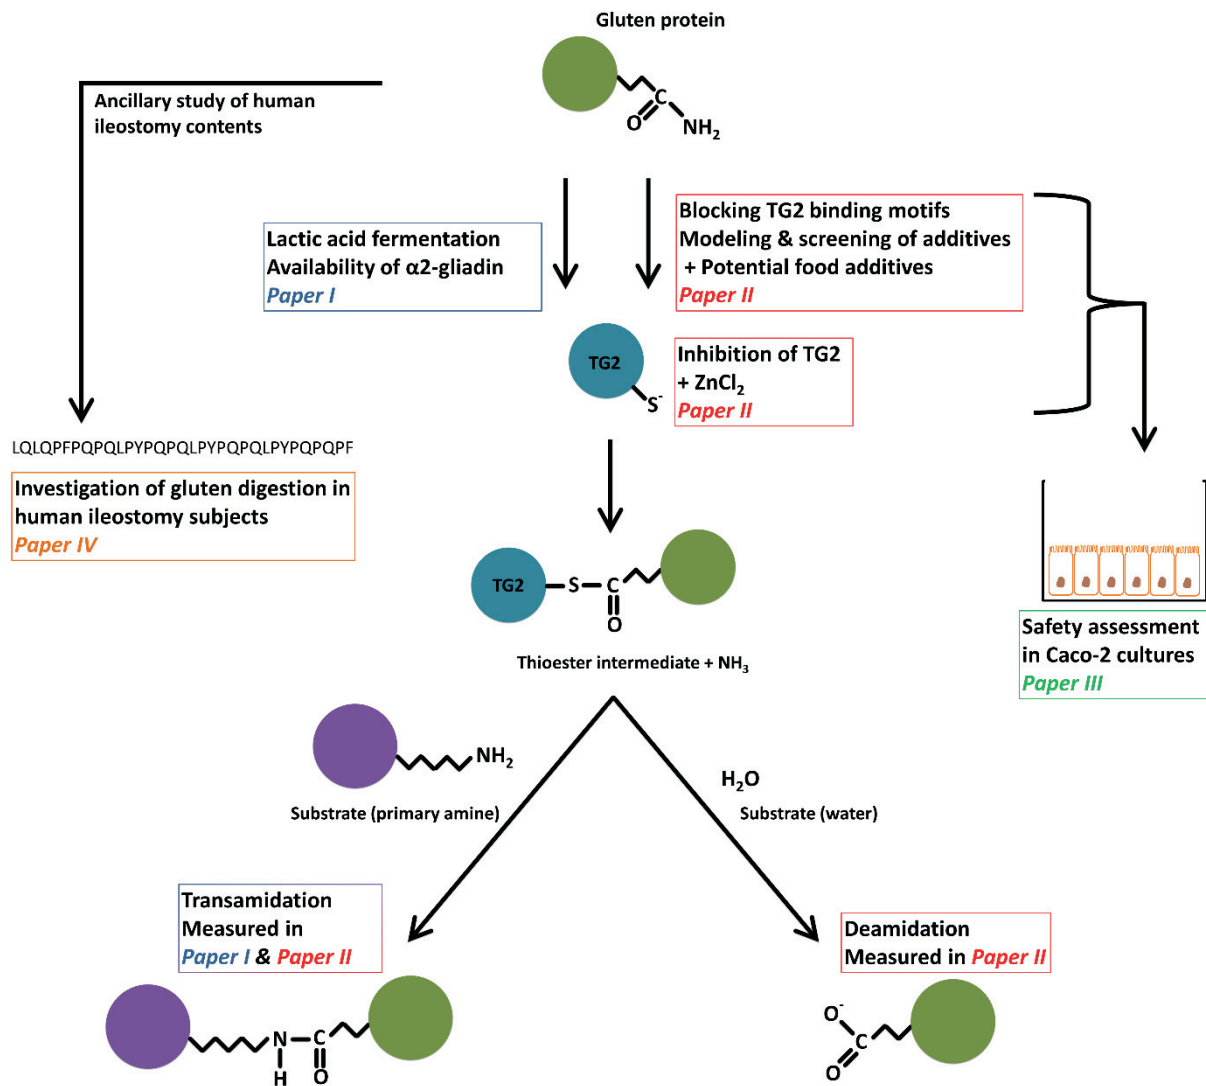 Gluten protein
C
O
NH₂
Ancillary study of human
ileostomy contents
Lactic acid fermentation
Availability of α2-gliadin
Paper I
Blocking TG2 binding motifs
Modeling & screening of additives
+ Potential food additives
Paper II
TG2
S⁻
Inhibition of TG2
+ ZnCl₂
Paper II
LQLQPFPQPQLPYPQPQLPYPQPQLPYPQPQPF
Investigation of gluten digestion in
human ileostomy subjects
Paper IV
TG2
S
C
O
Thioester intermediate + NH₃
Safety assessment
in Caco-2 cultures
Paper III
NH₂
Substrate (primary amine)
H₂O
Substrate (water)
Transamidation
Measured in
Paper I & Paper II
Deamidation
Measured in Paper II
N
C
H
O
O⁻
C
O